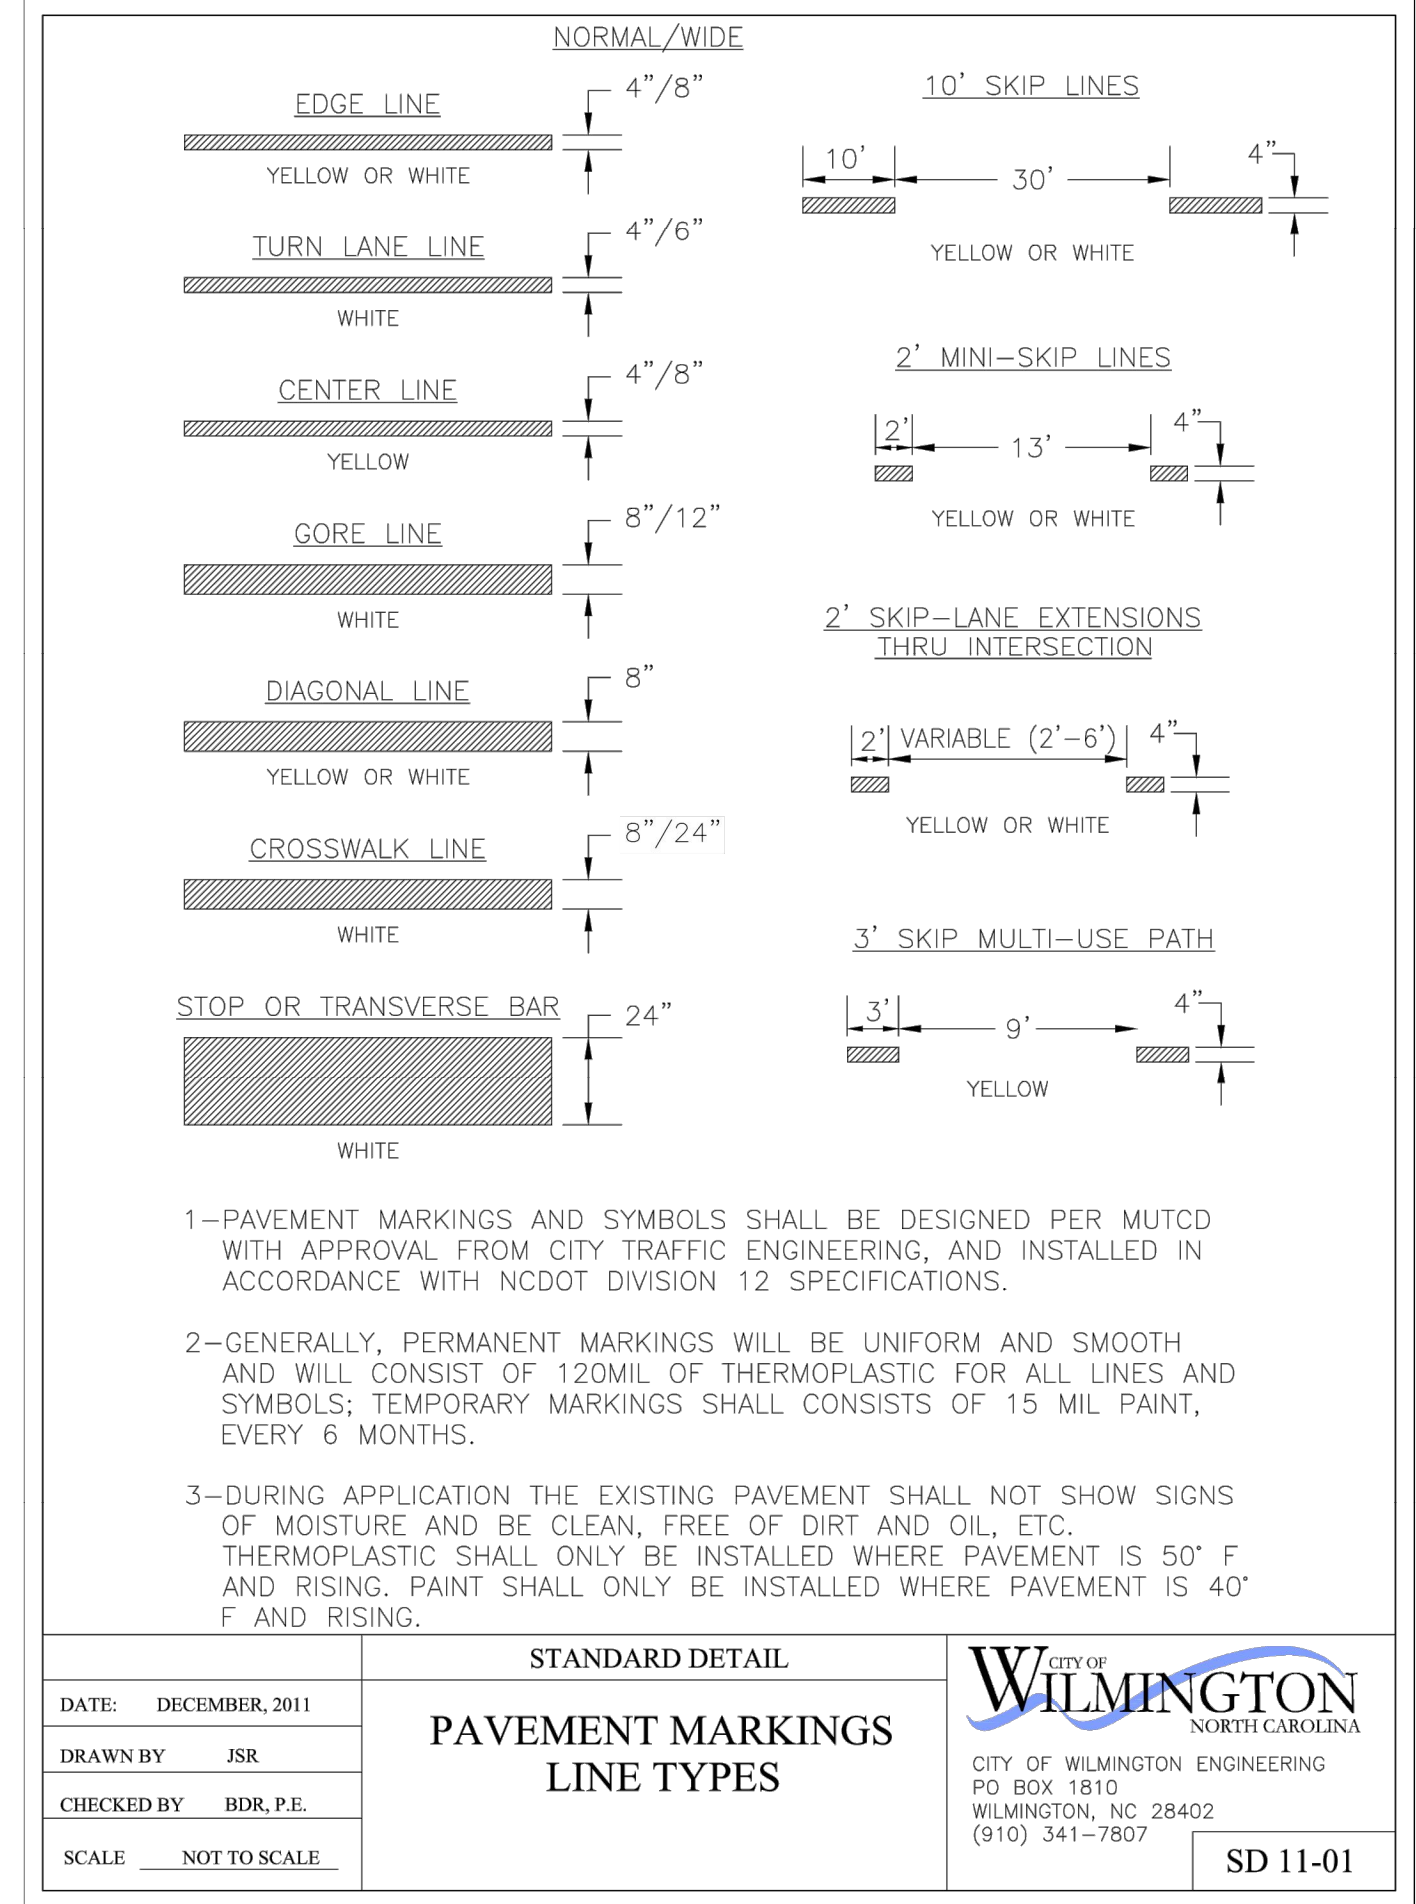 NORMAL/WIDE
EDGE LINE
4"/8"
YELLOW OR WHITE
TURN LANE LINE
4"/6"
WHITE
CENTER LINE
4"/8"
YELLOW
GORE LINE
8"/12"
WHITE
DIAGONAL LINE
8"
YELLOW OR WHITE
CROSSWALK LINE
8"/24"
WHITE
STOP OR TRANSVERSE BAR
24"
WHITE
10' SKIP LINES
10'
30'
4"
YELLOW OR WHITE
2' MINI-SKIP LINES
2'
13'
4"
YELLOW OR WHITE
2' SKIP-LANE EXTENSIONS
THRU INTERSECTION
2'
VARIABLE (2'-6')
4"
YELLOW OR WHITE
3' SKIP MULTI-USE PATH
3'
9'
4"
YELLOW
1-PAVEMENT MARKINGS AND SYMBOLS SHALL BE DESIGNED PER MUTCD
WITH APPROVAL FROM CITY TRAFFIC ENGINEERING, AND INSTALLED IN
ACCORDANCE WITH NCDOT DIVISION 12 SPECIFICATIONS.
2-GENERALLY, PERMANENT MARKINGS WILL BE UNIFORM AND SMOOTH
AND WILL CONSIST OF 120MIL OF THERMOPLASTIC FOR ALL LINES AND
SYMBOLS; TEMPORARY MARKINGS SHALL CONSISTS OF 15 MIL PAINT,
EVERY 6 MONTHS.
3-DURING APPLICATION THE EXISTING PAVEMENT SHALL NOT SHOW SIGNS
OF MOISTURE AND BE CLEAN, FREE OF DIRT AND OIL, ETC.
THERMOPLASTIC SHALL ONLY BE INSTALLED WHERE PAVEMENT IS 50° F
AND RISING. PAINT SHALL ONLY BE INSTALLED WHERE PAVEMENT IS 40°
F AND RISING.
DATE: DECEMBER, 2011
DRAWN BY JSR
CHECKED BY BDR, P.E.
SCALE NOT TO SCALE
STANDARD DETAIL
PAVEMENT MARKINGS
LINE TYPES
CITY OF
WILMINGTON
NORTH CAROLINA
CITY OF WILMINGTON ENGINEERING
PO BOX 1810
WILMINGTON, NC 28402
(910) 341-7807
SD 11-01